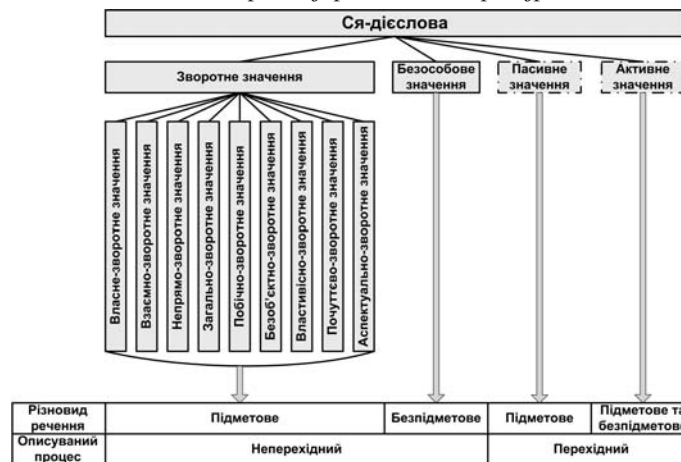 Ся-дієслова
Зворотне значення
Безособове
значення
Пасивне
значення
Активне
значення
Власне-зворотне значення
Взаємно-зворотне значення
Непрямо-зворотне значення
Загально-зворотне значення
Побічно-зворотне значення
Безоб'єктно-зворотне значення
Властивісно-зворотне значення
Почуттєво-зворотне значення
Аспектуально-зворотне значення
Різновид
речення
Підметове
Безпідметове
Підметове
Підметове та
безпідметове
Описуваний
процес
Неперехідний
Перехідний